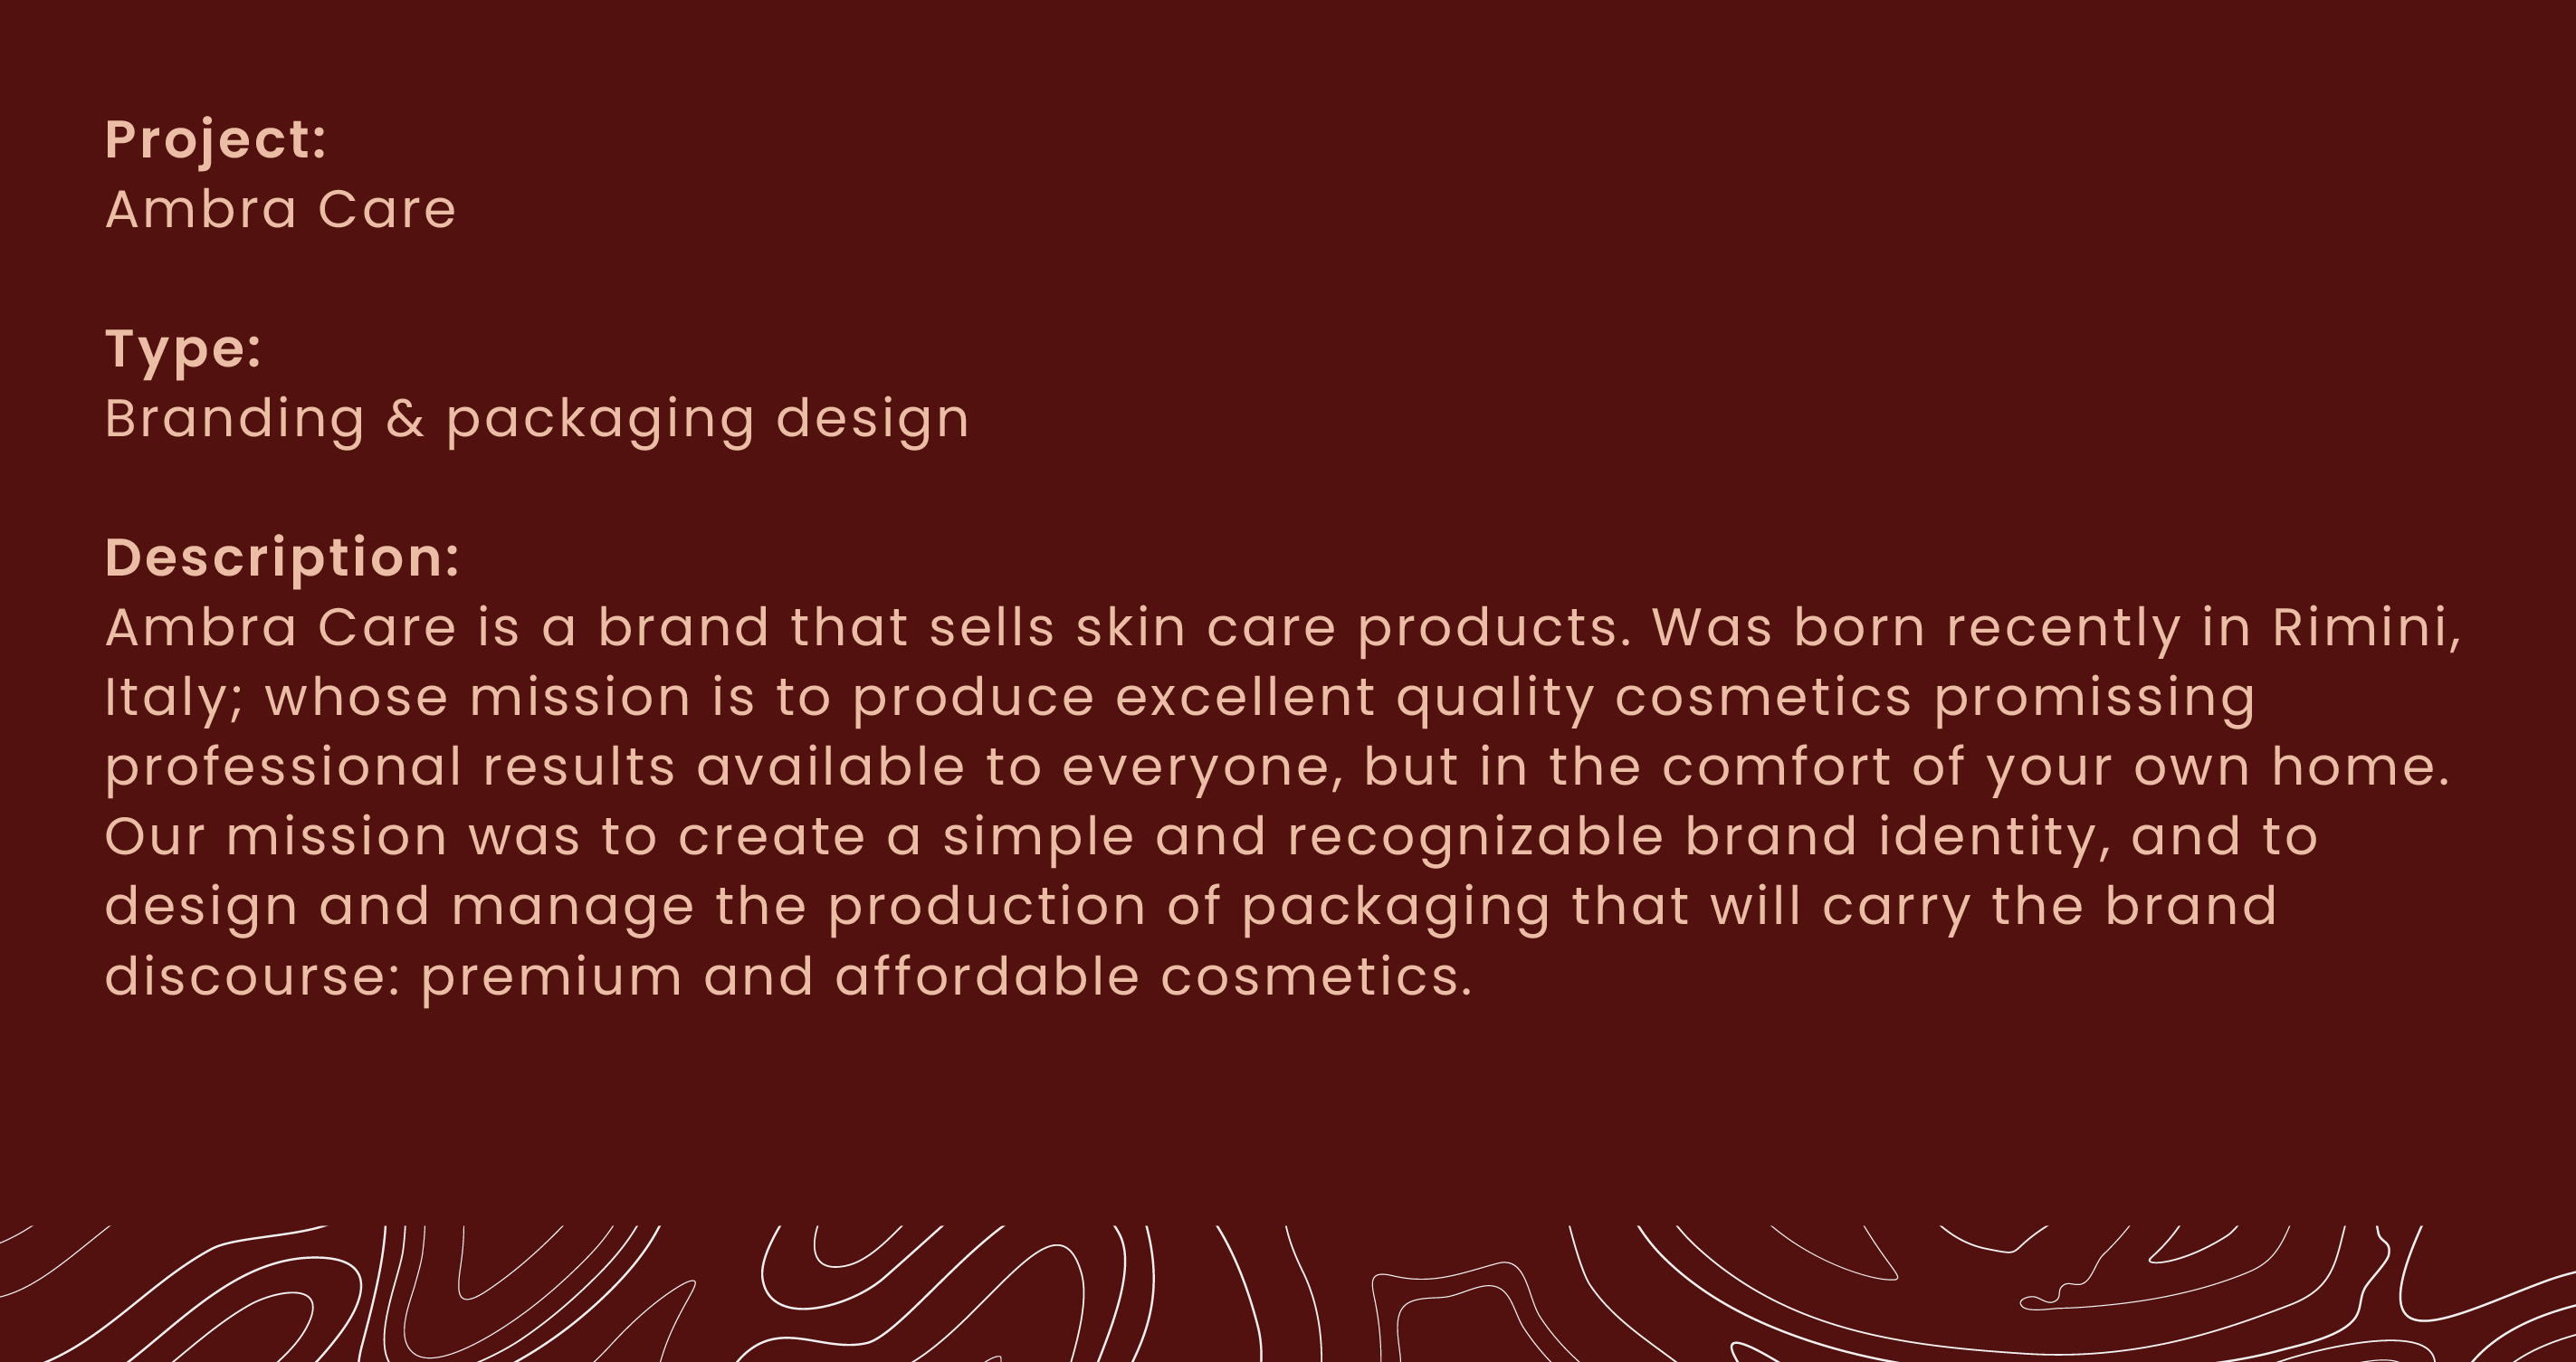 Project:
Ambra Care
Type:
Branding & packaging design
Description:
Ambra Care is a brand that sells skin care products. Was born recently in Rimini,
Italy; whose mission is to produce excellent quality cosmetics promissing
professional results available to everyone, but in the comfort of your own home.
Our mission was to create a simple and recognizable brand identity, and to
design and manage the production of packaging that will carry the brand
discourse: premium and affordable cosmetics.